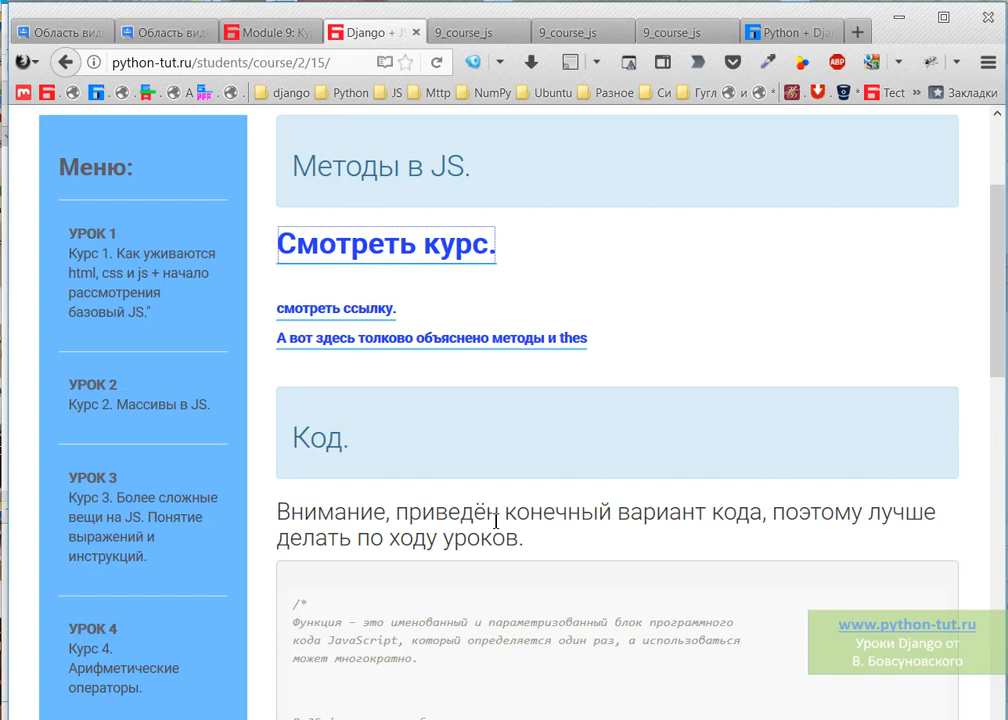 Область вид
Область вид
Module 9: Ку
Django + J
9_course_js
9_course_js
9_course_js
Python + Dja
python-tut.ru/students/course/2/15/
ABP
A
django
Python
JS
Mttp
NumPy
Ubuntu
Разное
Си
Гугл
и
Тест
Закладки
Меню:
УРОК 1
Курс 1. Как уживаются
html, css и js + начало
рассмотрения
базовый JS."
УРОК 2
Курс 2. Массивы в JS.
УРОК 3
Курс 3. Более сложные
вещи на JS. Понятие
выражений и
инструкций.
УРОК 4
Курс 4.
Арифметические
операторы.
Методы в JS.
Смотреть курс.
смотреть ссылку.
А вот здесь толково объяснено методы и thes
Код.
Внимание, приведён конечный вариант кода, поэтому лучше
делать по ходу уроков.
/*
Функция - это именованный и параметризованный блок программного
кода JavaScript, который определяется один раз, а использоваться
может многократно.
www.python-tut.ru
Уроки Django от
В. Бовсуновского